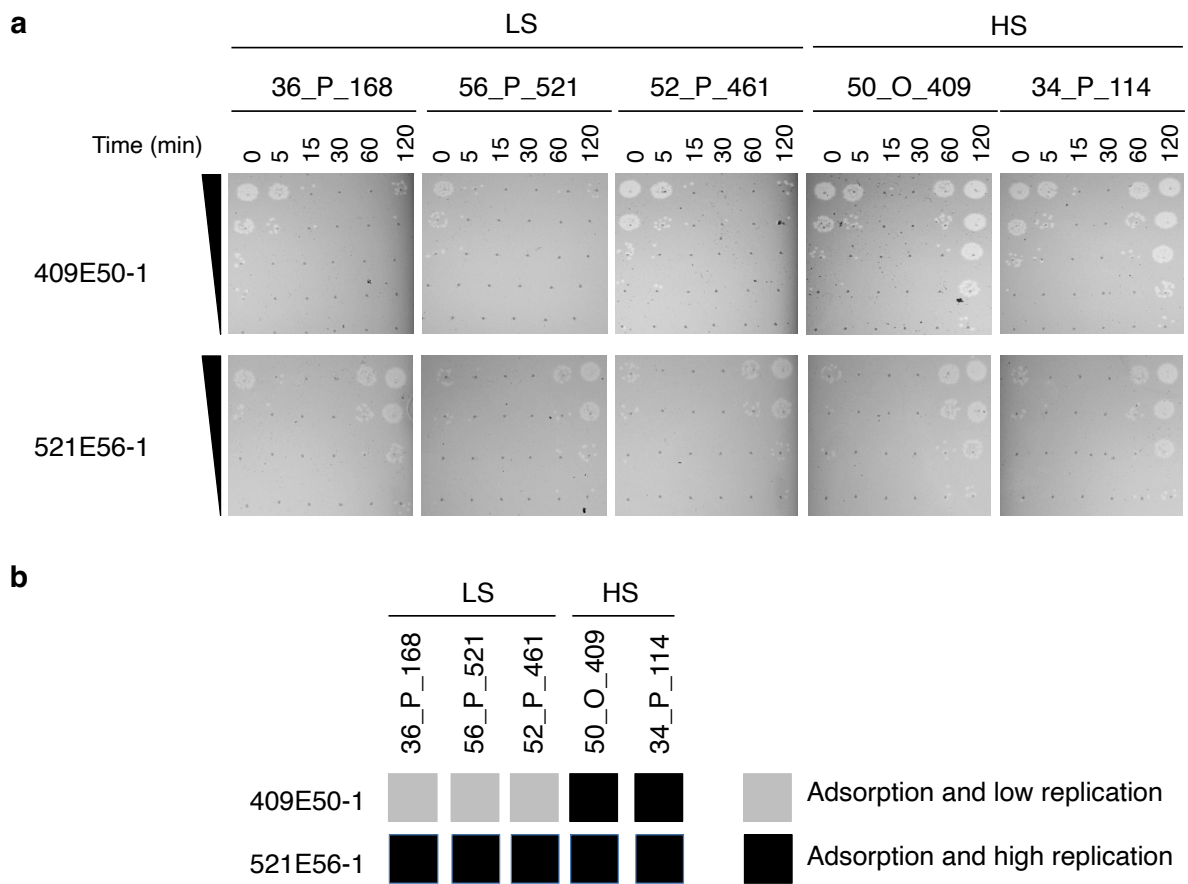 a
LS HS
36_P_168 56_P_521 52_P_461 50_O_409 34_P_114
Time (min) 0 5 15 30 60 120 0 5 15 30 60 120 0 5 15 30 60 120 0 5 15 30 60 120 0 5 15 30 60 120
409E50-1
521E56-1
b
LS HS
36_P_168 56_P_521 52_P_461 50_O_409 34_P_114
409E50-1 Adsorption and low replication
521E56-1 Adsorption and high replication